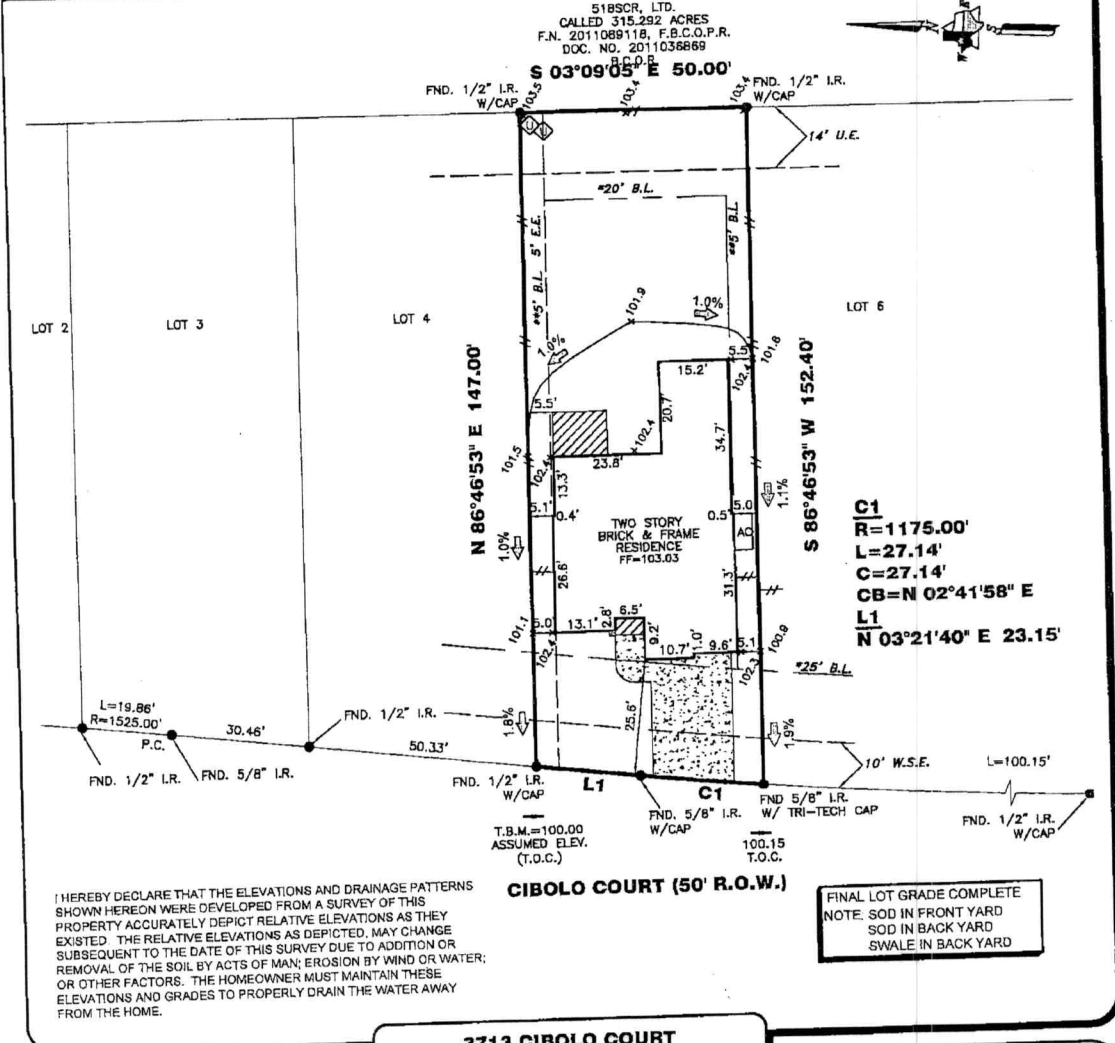 518SCR, LTD.
CALLED 315.292 ACRES
F.N. 2011089118, F.B.C.O.P.R.
DOC. NO. 2011036869
B.C.O.R.
S 03°09'05" E 50.00'
FND. 1/2" I.R.
W/CAP
103.5
103.4
103.4
FND. 1/2" I.R.
W/CAP
14' U.E.
U
U
*20' B.L.
**5' B.L.
5' E.E.
**5' B.L.
LOT 2
LOT 3
LOT 4
LOT 6
101.9
1.0%
1.0%
5.5
101.8
102.4
15.2'
N 86°46'53" E 147.00'
S 86°46'53" W 152.40'
5.5'
20.7'
34.7'
102.4
23.8'
101.5
102.4
13.3'
5.1'
0.4'
0.5'
5.0
1.1%
AC
TWO STORY
BRICK & FRAME
RESIDENCE
FF=103.03
1.0%
26.6'
31.3'
C1
R=1175.00'
L=27.14'
C=27.14'
CB=N 02°41'58" E
L1
N 03°21'40" E 23.15'
101.1
5.0'
102.4
13.1'
2.8'
6.5'
9.2'
10.7'
1.0'
9.6'
5.1
100.9
102.3
*25' B.L.
L=19.86'
R=1525.00'
P.C.
30.46'
FND. 1/2" I.R.
50.33'
1.8%
25.6'
1.9%
10' W.S.E.
L=100.15'
FND. 1/2" I.R.
FND. 5/8" I.R.
FND. 1/2" I.R.
W/CAP
L1
C1
FND. 5/8" I.R.
W/CAP
FND 5/8" I.R.
W/ TRI-TECH CAP
FND. 1/2" I.R.
W/CAP
T.B.M.=100.00
ASSUMED ELEV.
(T.O.C.)
100.15
T.O.C.
CIBOLO COURT (50' R.O.W.)
I HEREBY DECLARE THAT THE ELEVATIONS AND DRAINAGE PATTERNS
SHOWN HEREON WERE DEVELOPED FROM A SURVEY OF THIS
PROPERTY ACCURATELY DEPICT RELATIVE ELEVATIONS AS THEY
EXISTED. THE RELATIVE ELEVATIONS AS DEPICTED, MAY CHANGE
SUBSEQUENT TO THE DATE OF THIS SURVEY DUE TO ADDITION OR
REMOVAL OF THE SOIL BY ACTS OF MAN; EROSION BY WIND OR WATER;
OR OTHER FACTORS. THE HOMEOWNER MUST MAINTAIN THESE
ELEVATIONS AND GRADES TO PROPERLY DRAIN THE WATER AWAY
FROM THE HOME.
FINAL LOT GRADE COMPLETE
NOTE: SOD IN FRONT YARD
SOD IN BACK YARD
SWALE IN BACK YARD
3713 CIBOLO COURT